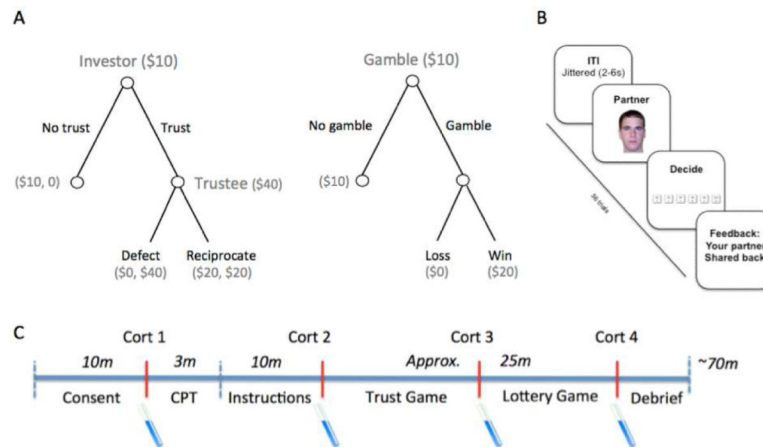 A
Investor ($10)
No trust
Trust
($10, 0)
Trustee ($40)
Defect
($0, $40)
Reciprocate
($20, $20)
Gamble ($10)
No gamble
Gamble
($10)
Loss
($0)
Win
($20)
B
ITI
Jittered (2-6s)
Partner
Decide
36 trials
Feedback:
Your partner
Shared back
C
Cort 1
Cort 2
Cort 3
Cort 4
10m
3m
10m
Approx.
25m
~70m
Consent
CPT
Instructions
Trust Game
Lottery Game
Debrief